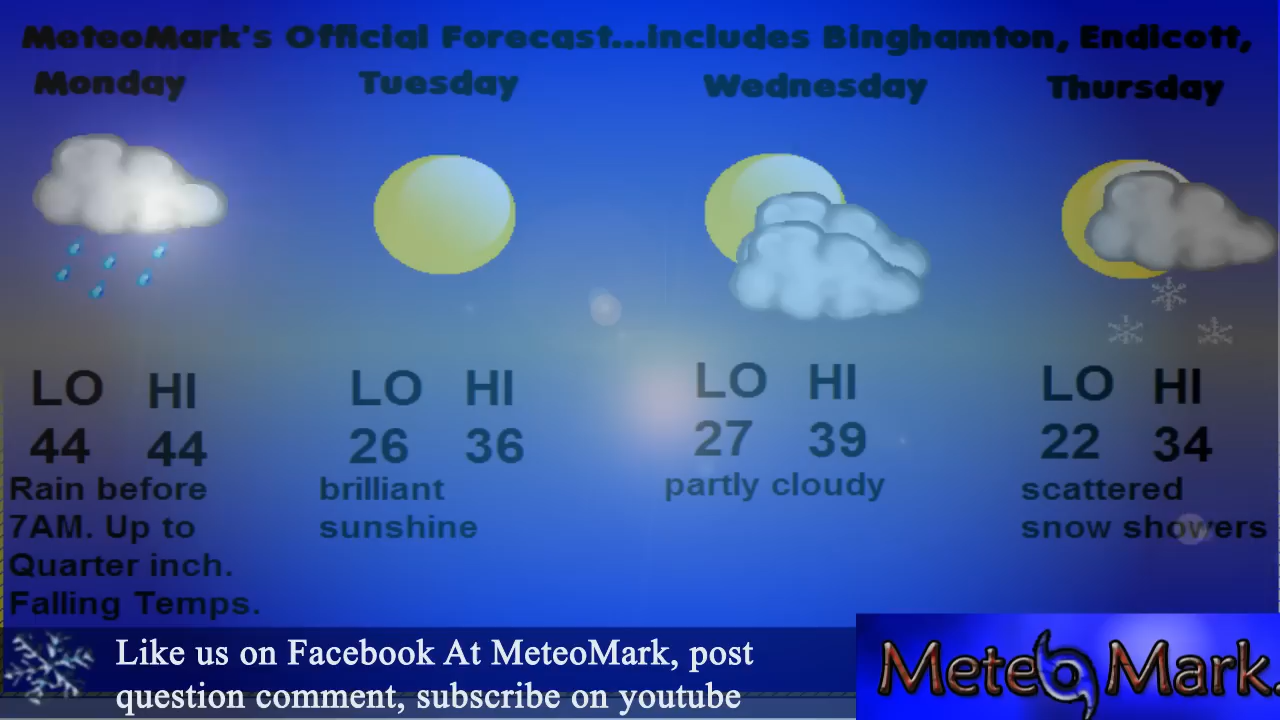 MeteoMark's Official Forecast...includes Binghamton, Endicott,
Monday Tuesday Wednesday Thursday
LO HI LO HI LO HI LO HI
44 44 26 36 27 39 22 34
Rain before
7AM. Up to
Quarter inch.
Falling Temps.
brilliant
sunshine
partly cloudy
scattered
snow showers
Like us on Facebook At MeteoMark, post
question comment, subscribe on youtube
MeteoMark.